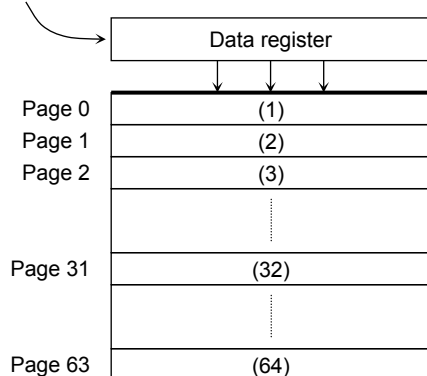 Data register
Page 0 (1)
Page 1 (2)
Page 2 (3)
Page 31 (32)
Page 63 (64)